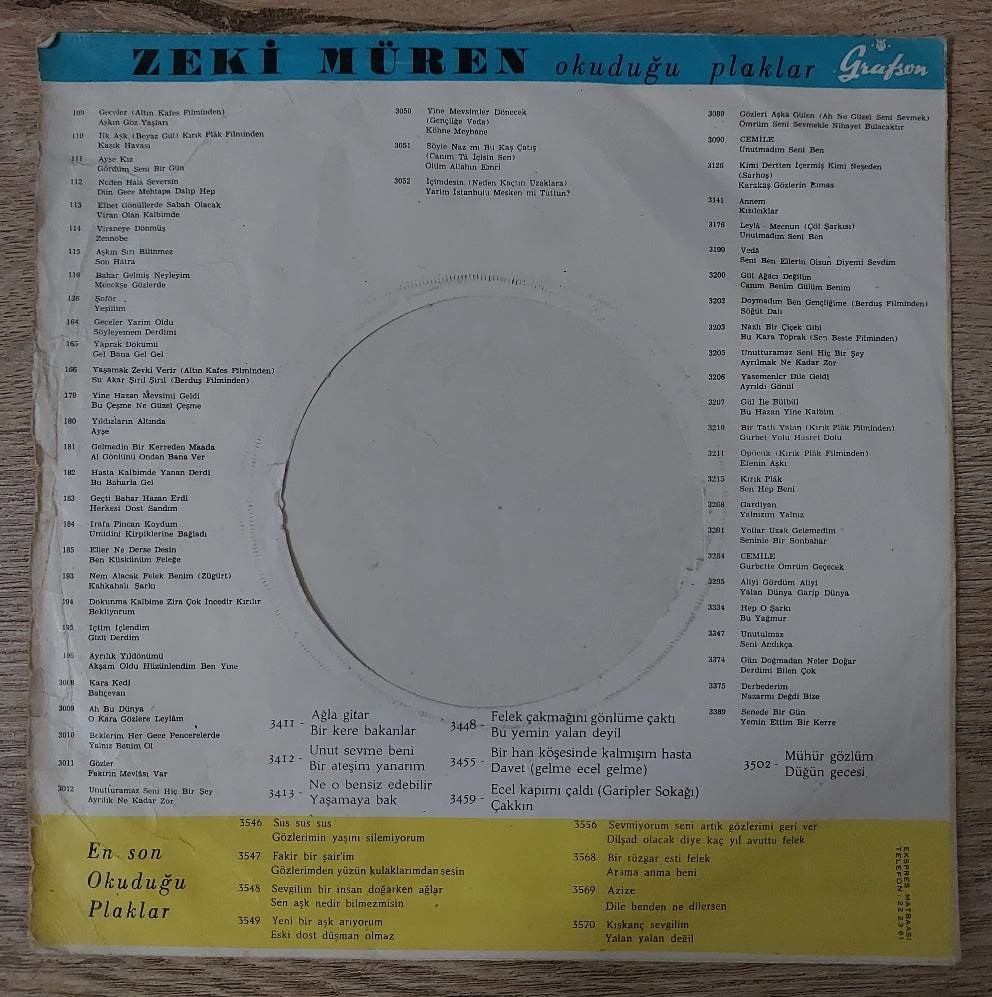 ZEKİ MÜREN okuduğu plaklar Grafson
109 Geceler (Altın Kafes Filminden)
Aşkın Göz Yaşları
110 İlk Aşk (Beyaz Gül) Kırık Plâk Filminden
Kaşık Havası
111 Ayşe Kız
Gördüm Seni Bir Gün
112 Neden Hâlâ Seversin
Dün Gece Mehtapa Dalıp Hep
113 Elbet Gönüllerde Sabah Olacak
Viran Olan Kalbimde
114 Viraneye Dönmüş
Zennobe
115 Aşkın Sırı Bilinmez
Son Hâtra
116 Bahar Gelmiş Neyleyim
Menekşe Gözlerde
126 Şoför
Yeşilim
164 Geceler Yarim Oldu
Söyleyemem Derdimi
165 Yaprak Dökümü
Gel Bana Gel Gel
166 Yaşamak Zevki Verir (Altın Kafes Filminden)
Su Akar Şırıl Şırıl (Berduş Filminden)
179 Yine Hazan Mevsimi Geldi
Bu Çeşme Ne Güzel Çeşme
180 Yıldızların Altında
Ayşe
181 Gelmedin Bir Kerreden Maada
Al Gönlünü Ondan Bana Ver
182 Hasta Kalbimde Yanan Derdi
Bu Baharla Gel
183 Geçti Bahar Hazan Erdi
Herkesi Dost Sandım
184 Irafa Fincan Koydum
Umidini Kirpiklerine Bağladı
185 Eller Ne Derse Desin
Ben Küskünüm Feleğe
193 Nem Alacak Felek Benim (Zügürt)
Kahkahalı Şarkı
194 Dokunma Kalbime Zira Çok İncedir Kırılır
Bekliyorum
195 İçtim İçlendim
Gizli Derdim
196 Ayrılık Yıldönümü
Akşam Oldu Hüzünlendim Ben Yine
3008 Kara Kedi
Bahçevan
3009 Ah Bu Dünya
O Kara Gözlere Leylâm
3010 Beklerim Her Gece Pencerelerde
Yalnız Benim Ol
3011 Gözler
Fakirin Mevlâsı Var
3012 Unutturamaz Seni Hiç Bir Şey
Ayrılık Ne Kadar Zor
3050 Yine Mevsimler Dönecek
(Gençliğe Veda)
Köhne Meyhane
3051 Söyle Naz mı Bu Kaş Çatış
(Canım Tâ İçisin Sen)
Ölüm Allahın Emri
3052 İçimdesin (Neden Kaçtın Uzaklara)
Yarim İstanbulu Mesken mi Tuttun?
3089 Gözleri Aşka Gülen (Ah Ne Güzel Seni Sevmek)
Ömrüm Seni Sevmekle Nihayet Bulacaktır
3090 CEMİLE
Unutmadım Seni Ben
3126 Kimi Dertten İçermiş Kimi Neşeden
(Sarhoş)
Karakaş Gözlerin Elmas
3141 Annem
Kızılcıklar
3176 Leylâ - Mecnun (Çöl Şarkısı)
Unutmadım Seni Ben
3199 Vedâ
Seni Ben Ellerin Olsun Diyemi Sevdim
3200 Gül Ağacı Değilim
Canım Benim Gülüm Benim
3202 Doymadım Ben Gençliğime (Berduş Filminden)
Söğüt Dalı
3203 Nazlı Bir Çiçek Gibi
Bu Kara Toprak (Son Beste Filminden)
3205 Unutturamaz Seni Hiç Bir Şey
Ayrılmak Ne Kadar Zor
3206 Yasemenler Dile Geldi
Ayrıldı Gönül
3207 Gül İle Bülbül
Bu Hazan Yine Kalbim
3210 Bir Tatlı Yalan (Kırık Plâk Filminden)
Gurbet Yolu Hasret Dolu
3211 Öpücük (Kırık Plâk Filminden)
Efenin Aşkı
3215 Kırık Plâk
Sen Hep Beni
3268 Gardiyan
Yalnızım Yalnız
3281 Yollar Uzak Gelemedim
Seninle Bir Sonbahar
3284 CEMİLE
Gurbette Ömrüm Geçecek
3295 Aliyi Gördüm Aliyi
Yalan Dünya Garip Dünya
3334 Hep O Şarkı
Bu Yağmur
3347 Unutulmaz
Seni Andıkça
3374 Gün Doğmadan Neler Doğar
Derdimi Bilen Çok
3375 Derbederim
Nazarmı Değdi Bize
3389 Senede Bir Gün
Yemin Ettim Bir Kerre
3411 - Ağla gitar
Bir kere bakanlar
3412 - Unut sevme beni
Bir ateşim yanarım
3413 - Ne o bensiz edebilir
Yaşamaya bak
3448 - Felek çakmağını gönlüme çaktı
Bu yemin yalan deyil
3455 - Bir han köşesinde kalmışım hasta
Davet (gelme ecel gelme)
3459 - Ecel kapımı çaldı (Garipler Sokağı)
Çakkın
3502 - Mühür gözlüm
Düğün gecesi
En son
Okuduğu
Plaklar
3546 Sus sus sus
Gözlerimin yaşını silemiyorum
3547 Fakir bir şair'im
Gözlerimden yüzün kulaklarımdan sesin
3548 Sevgilim bir insan doğarken ağlar
Sen aşk nedir bilmezmisin
3549 Yeni bir aşk arıyorum
Eski dost düşman olmaz
3556 Sevmiyorum seni artık gözlerimi geri ver
Dilşad olacak diye kaç yıf avuttu felek
3568 Bir rüzgar esti felek
Arama anma beni
3569 Azize
Dile benden ne dilersen
3570 Kıskanç sevgilim
Yalan yalan değil
EKSPRES MATBAASI
TELEFON : 22 23 61